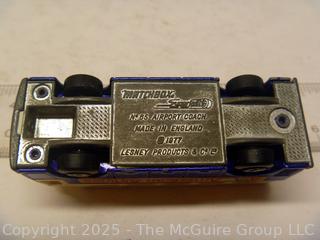 MATCHBOX
Superfast
Nº 65 AIRPORT COACH
MADE IN ENGLAND
© 1977
LESNEY PRODUCTS & Cº Lᵈ
Copyright 2025 - The McGuire Group LLC